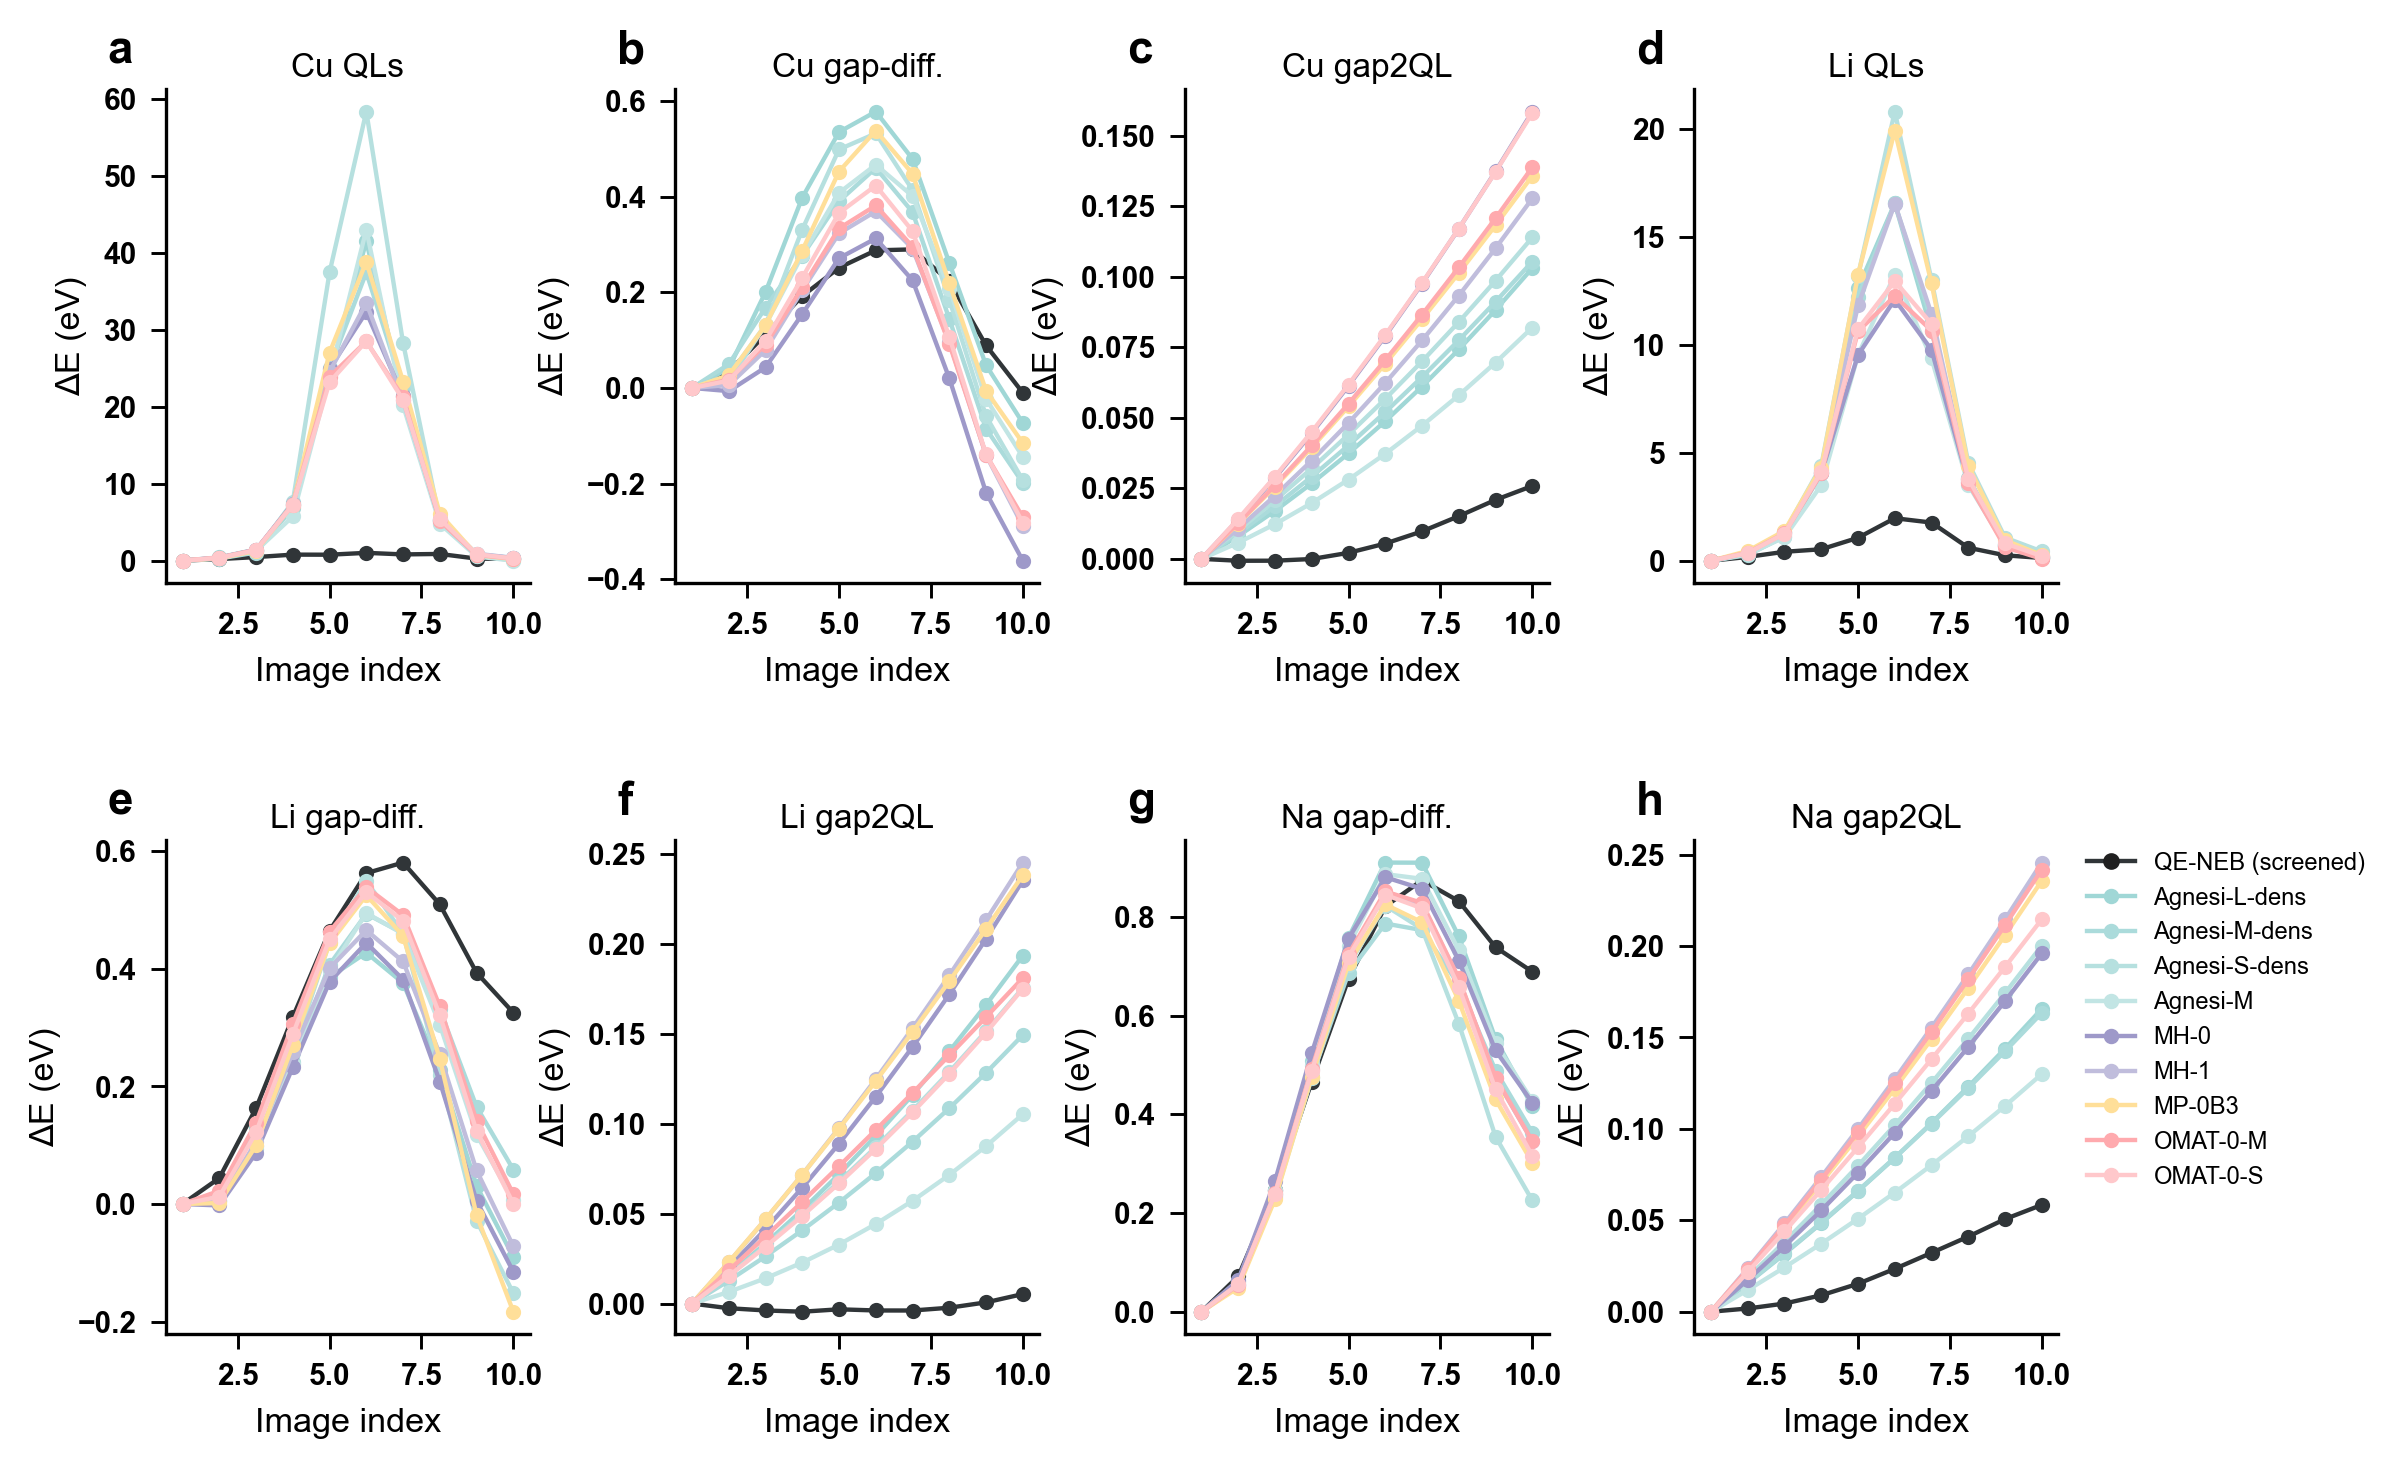 a
Cu QLs
ΔE (eV)
60
50
40
30
20
10
0
2.5 5.0 7.5 10.0
Image index
b
Cu gap-diff.
ΔE (eV)
0.6
0.4
0.2
0.0
−0.2
−0.4
2.5 5.0 7.5 10.0
Image index
c
Cu gap2QL
ΔE (eV)
0.150
0.125
0.100
0.075
0.050
0.025
0.000
2.5 5.0 7.5 10.0
Image index
d
Li QLs
ΔE (eV)
20
15
10
5
0
2.5 5.0 7.5 10.0
Image index
e
Li gap-diff.
ΔE (eV)
0.6
0.4
0.2
0.0
−0.2
2.5 5.0 7.5 10.0
Image index
f
Li gap2QL
ΔE (eV)
0.25
0.20
0.15
0.10
0.05
0.00
2.5 5.0 7.5 10.0
Image index
g
Na gap-diff.
ΔE (eV)
0.8
0.6
0.4
0.2
0.0
2.5 5.0 7.5 10.0
Image index
h
Na gap2QL
ΔE (eV)
0.25
0.20
0.15
0.10
0.05
0.00
2.5 5.0 7.5 10.0
Image index
QE-NEB (screened)
Agnesi-L-dens
Agnesi-M-dens
Agnesi-S-dens
Agnesi-M
MH-0
MH-1
MP-0B3
OMAT-0-M
OMAT-0-S